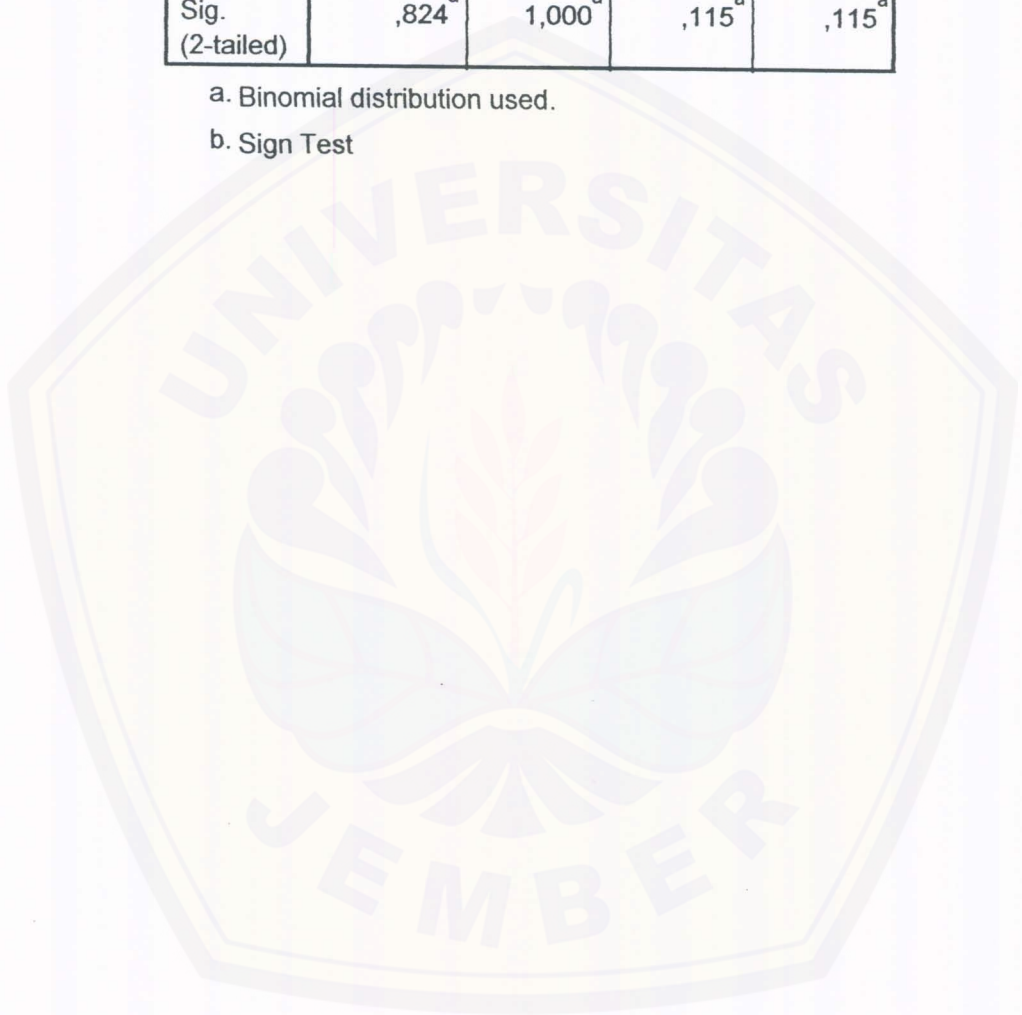 Sig. ,824ᵃ 1,000ᵃ ,115ᵃ ,115ᵃ
(2-tailed)
a. Binomial distribution used.
b. Sign Test
UNIVERSITAS
JEMBER